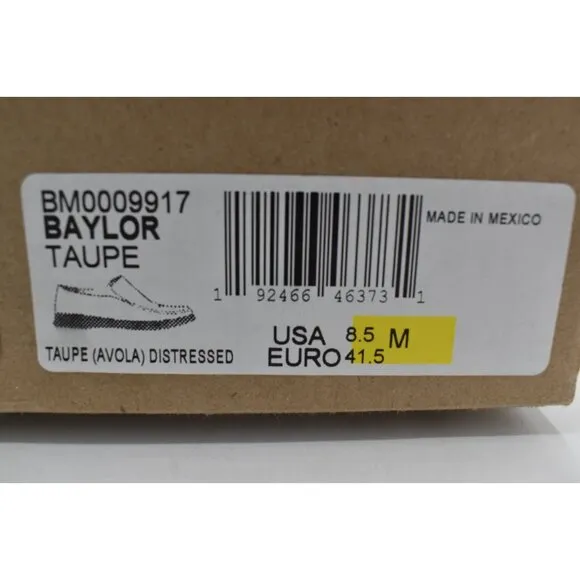 BM0009917
BAYLOR
TAUPE
MADE IN MEXICO
1 92466 46373 1
TAUPE (AVOLA) DISTRESSED
USA 8.5 M
EURO 41.5